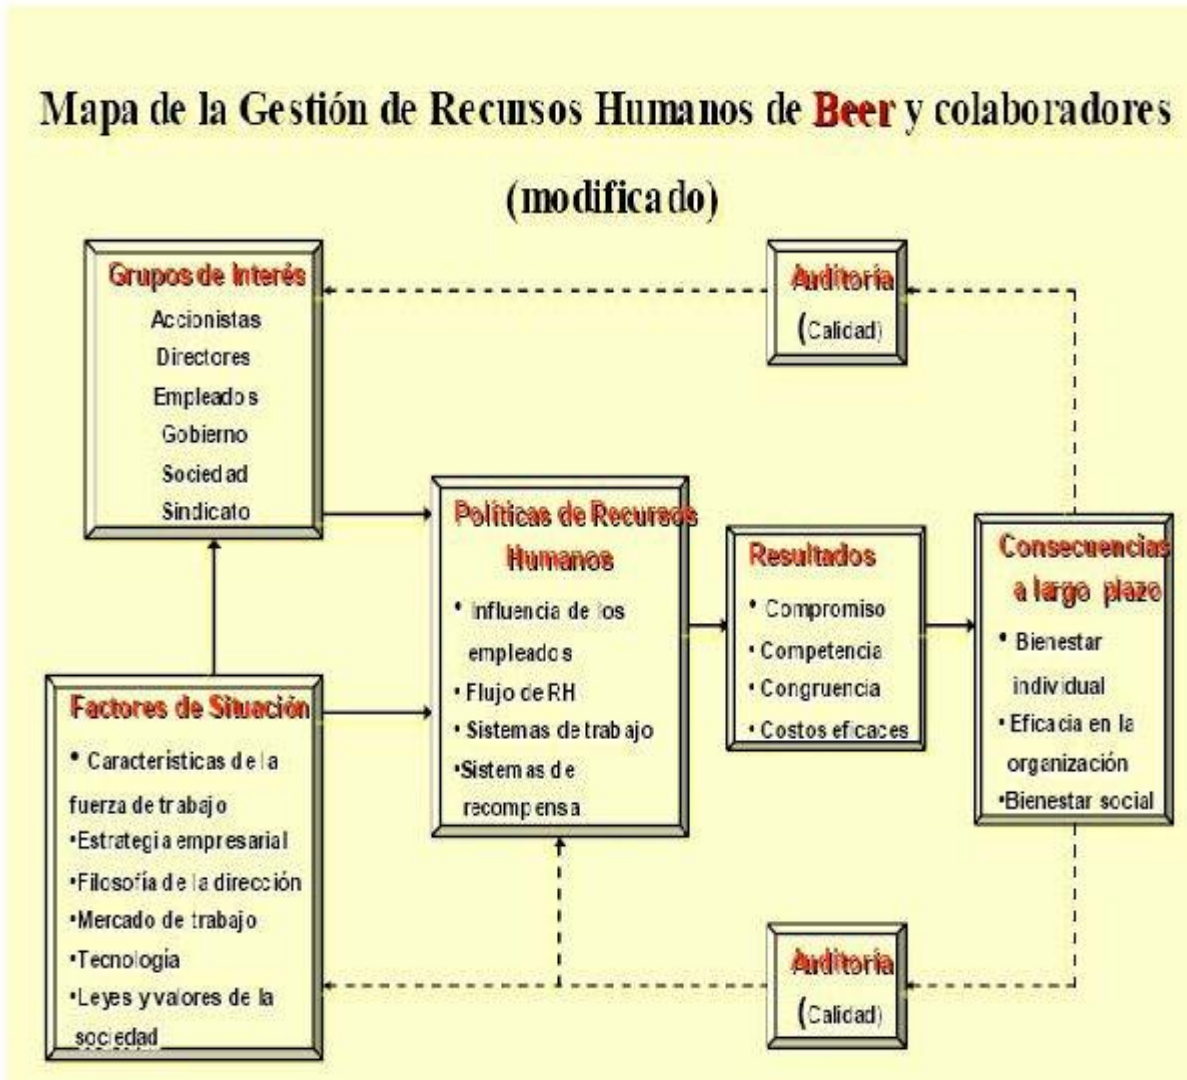 Mapa de la Gestión de Recursos Humanos de Beer y colaboradores
(modificado)
Grupos de Interés
Accionistas
Directores
Empleados
Gobierno
Sociedad
Sindicato
Auditoría
(Calidad)
Políticas de Recursos
Humanos
• Influencia de los
empleados
• Flujo de RH
• Sistemas de trabajo
•Sistemas de
recompensa
Resultados
• Compromiso
• Competencia
• Congruencia
• Costos eficaces
Consecuencias
a largo plazo
• Bienestar
individual
• Eficacia en la
organización
•Bienestar social
Factores de Situación
• Características de la
fuerza de trabajo
•Estrategia empresarial
•Filosofía de la dirección
•Mercado de trabajo
•Tecnología
•Leyes y valores de la
sociedad
Auditoría
(Calidad)